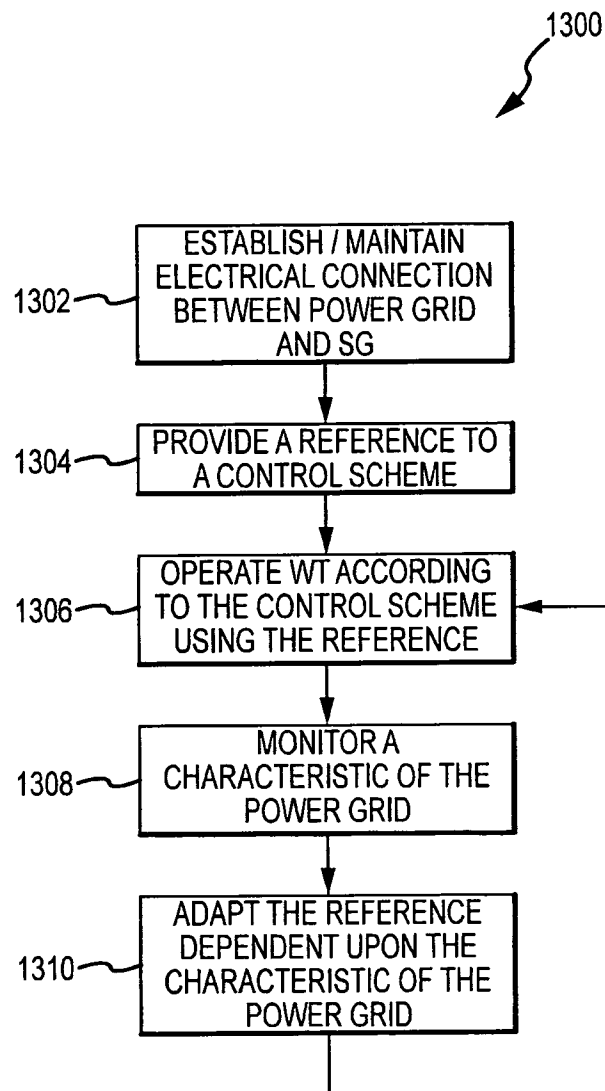 1300
1302
ESTABLISH / MAINTAIN
ELECTRICAL CONNECTION
BETWEEN POWER GRID
AND SG
1304
PROVIDE A REFERENCE TO
A CONTROL SCHEME
1306
OPERATE WT ACCORDING
TO THE CONTROL SCHEME
USING THE REFERENCE
1308
MONITOR A
CHARACTERISTIC OF THE
POWER GRID
1310
ADAPT THE REFERENCE
DEPENDENT UPON THE
CHARACTERISTIC OF THE
POWER GRID